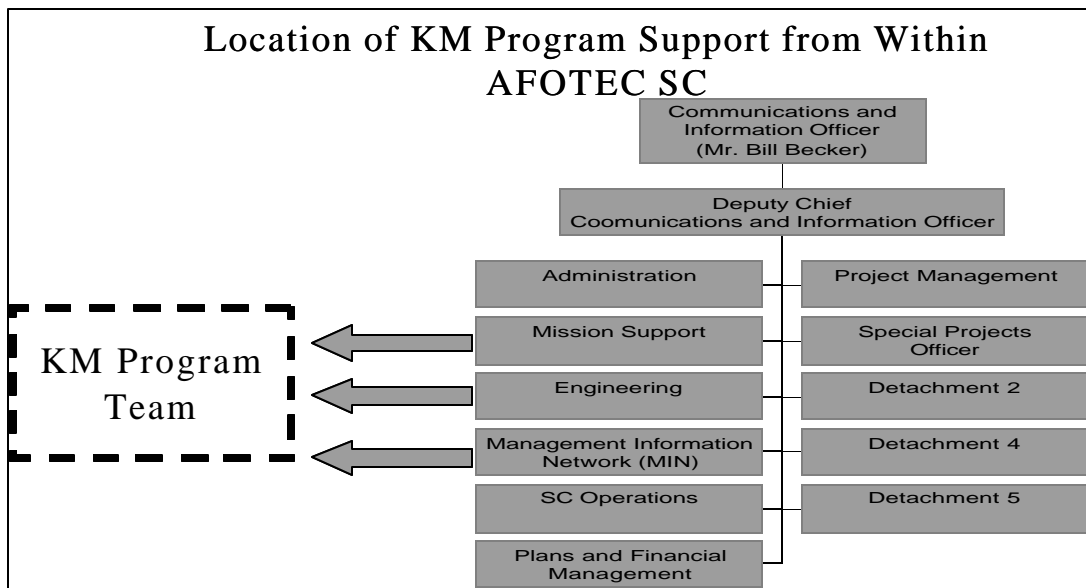 Location of KM Program Support from Within
AFOTEC SC
Communications and
Information Officer
(Mr. Bill Becker)
Deputy Chief
Coomunications and Information Officer
Administration
Project Management
Mission Support
Special Projects
Officer
KM Program
Team
Engineering
Detachment 2
Management Information
Network (MIN)
Detachment 4
SC Operations
Detachment 5
Plans and Financial
Management